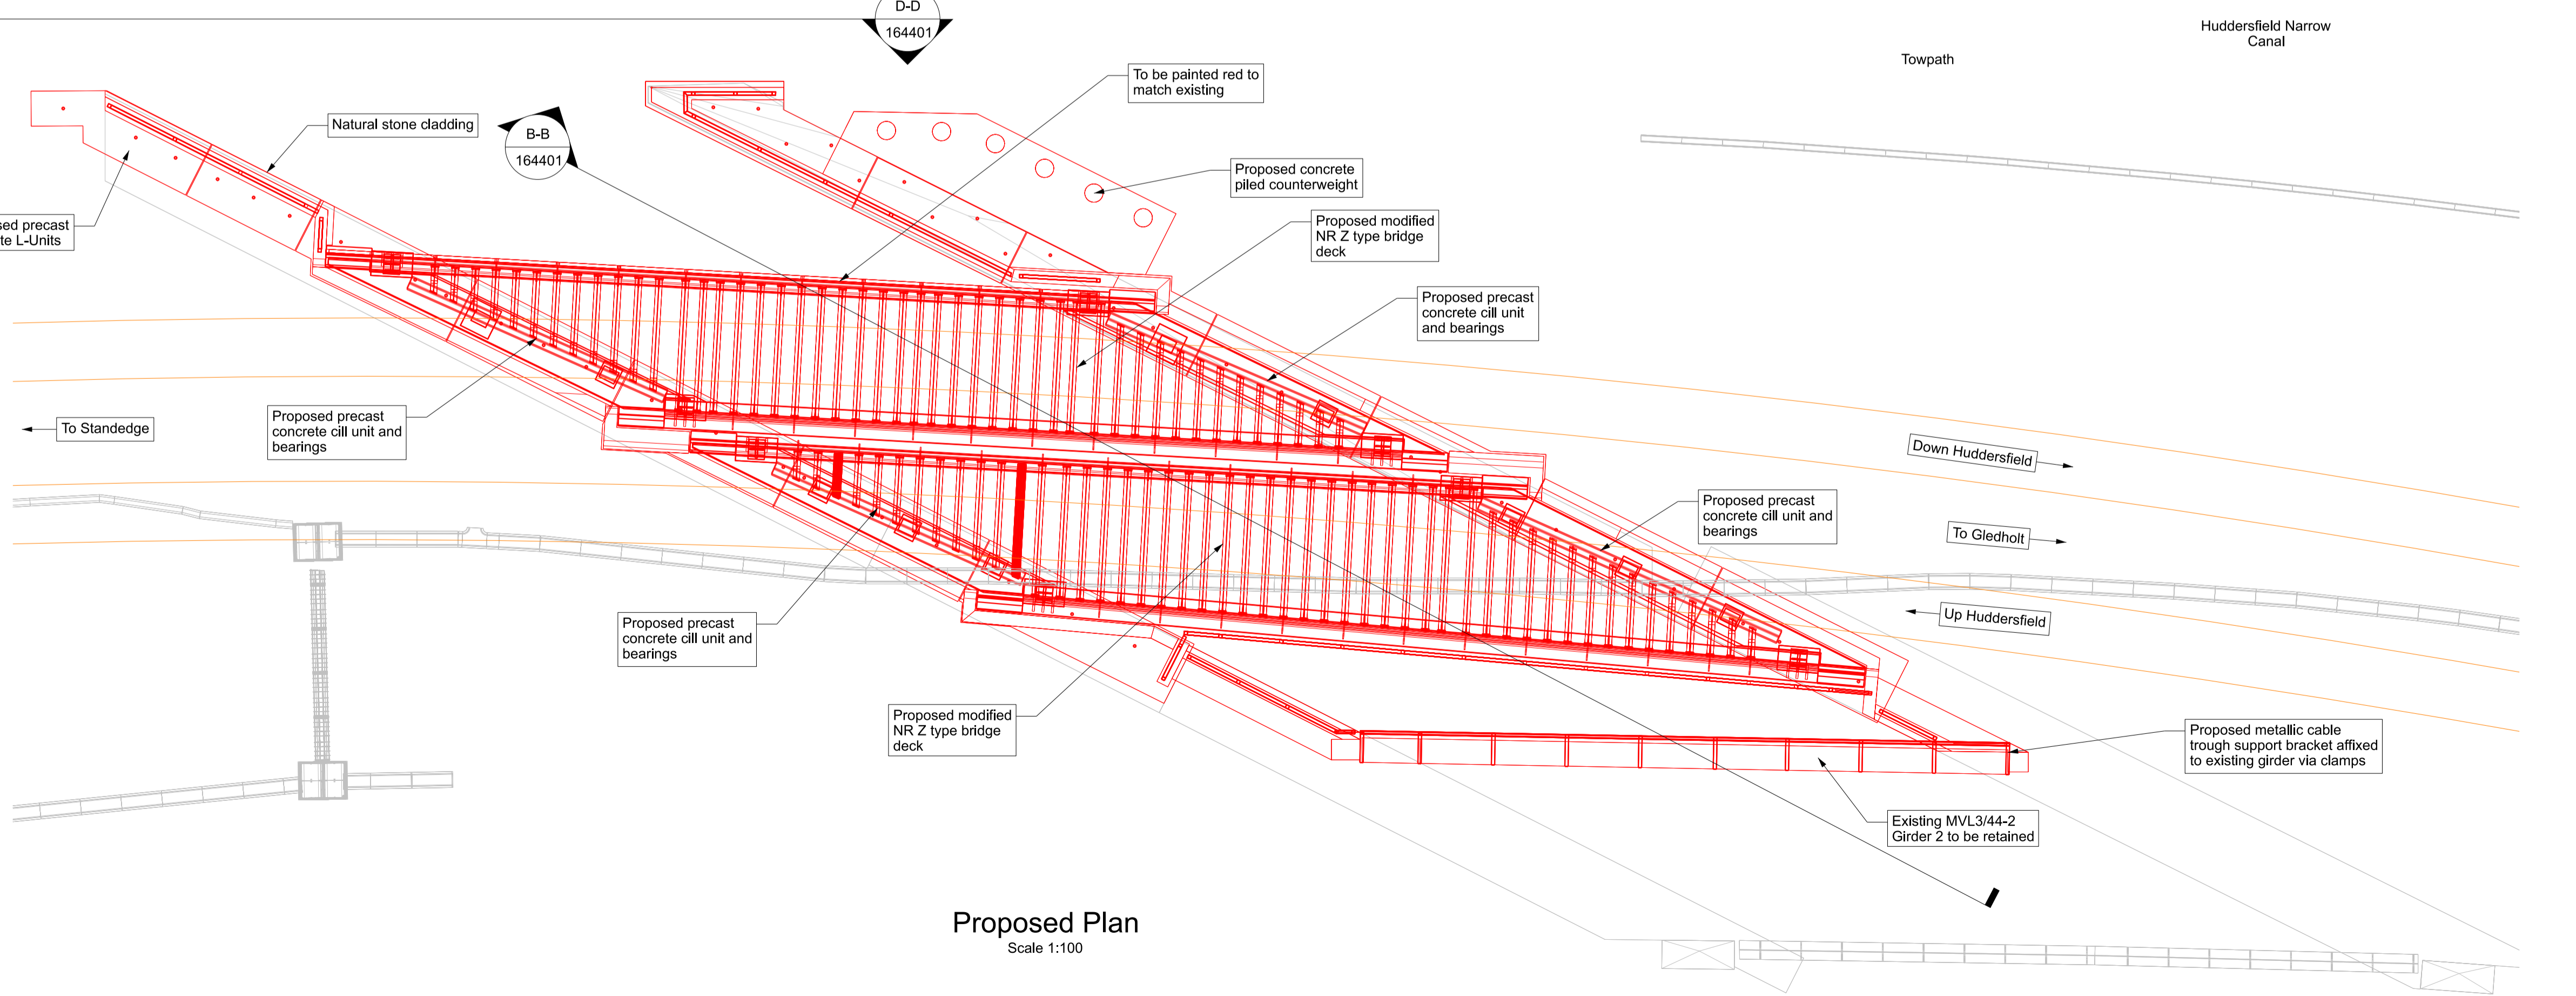 D-D
164401
Huddersfield Narrow
Canal
Towpath
To be painted red to
match existing
Natural stone cladding
B-B
164401
Proposed concrete
piled counterweight
Proposed modified
NR Z type bridge
deck
sed precast
te L-Units
Proposed precast
concrete cill unit
and bearings
Proposed precast
concrete cill unit and
bearings
To Standedge
Down Huddersfield
Proposed precast
concrete cill unit and
bearings
To Gledholt
Up Huddersfield
Proposed precast
concrete cill unit and
bearings
Proposed modified
NR Z type bridge
deck
Proposed metallic cable
trough support bracket affixed
to existing girder via clamps
Existing MVL3/44-2
Girder 2 to be retained
Proposed Plan
Scale 1:100